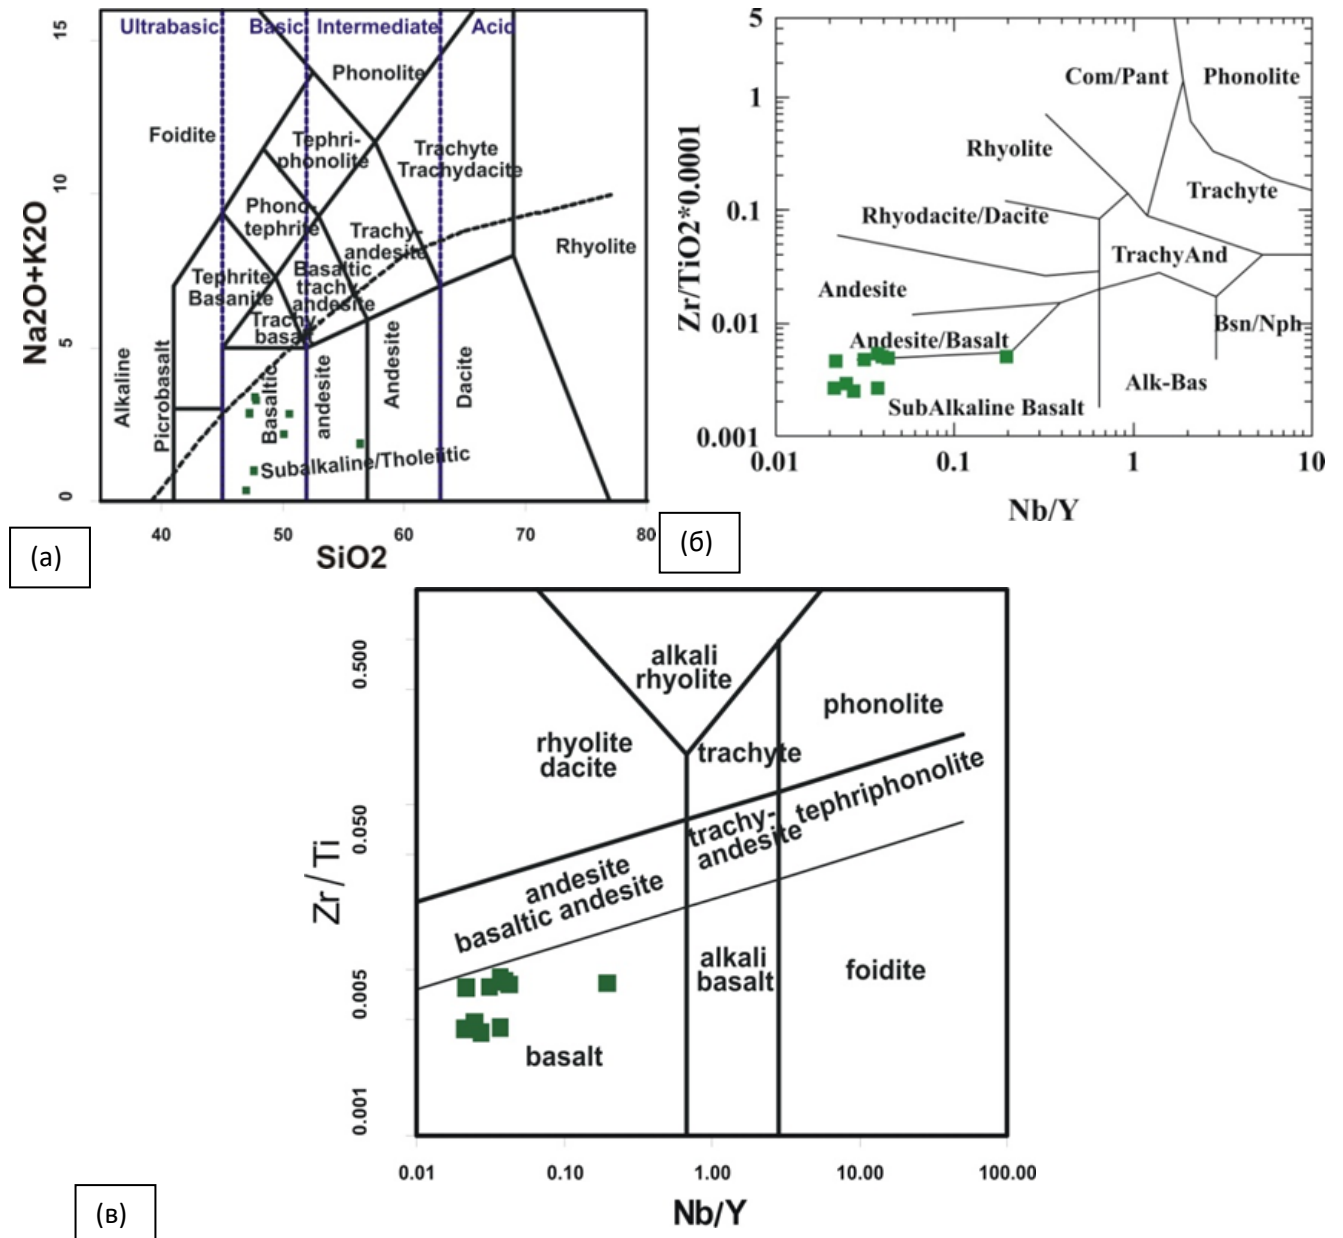 Ultrabasic Basic Intermediate Acid
15
Phonolite
Foidite
Tephri-
phonolite
Trachyte
Trachydacite
10
Phono-
tephrite
Trachy-
andesite
Rhyolite
Tephrite
Basanite
Basaltic
trachy
andesite
Trachy
basalt
5
Alkaline
Picrobasalt
Basaltic
andesite
Andesite
Dacite
Subalkaline/Tholeiitic
0
40 50 60 70 80
SiO2
Na2O+K2O
(а)
5
Com/Pant
Phonolite
1
Rhyolite
Trachyte
0.1
Rhyodacite/Dacite
TrachyAnd
Andesite
0.01
Bsn/Nph
Andesite/Basalt
Alk-Bas
SubAlkaline Basalt
0.001
0.01 0.1 1 10
Nb/Y
Zr/TiO2*0.0001
(б)
0.500
alkali
rhyolite
phonolite
rhyolite
dacite
trachyte
tephriphonolite
0.050
trachy-
andesite
andesite
basaltic andesite
alkali
basalt
foidite
0.005
basalt
0.001
0.01 0.10 1.00 10.00 100.00
Nb/Y
Zr/Ti
(в)